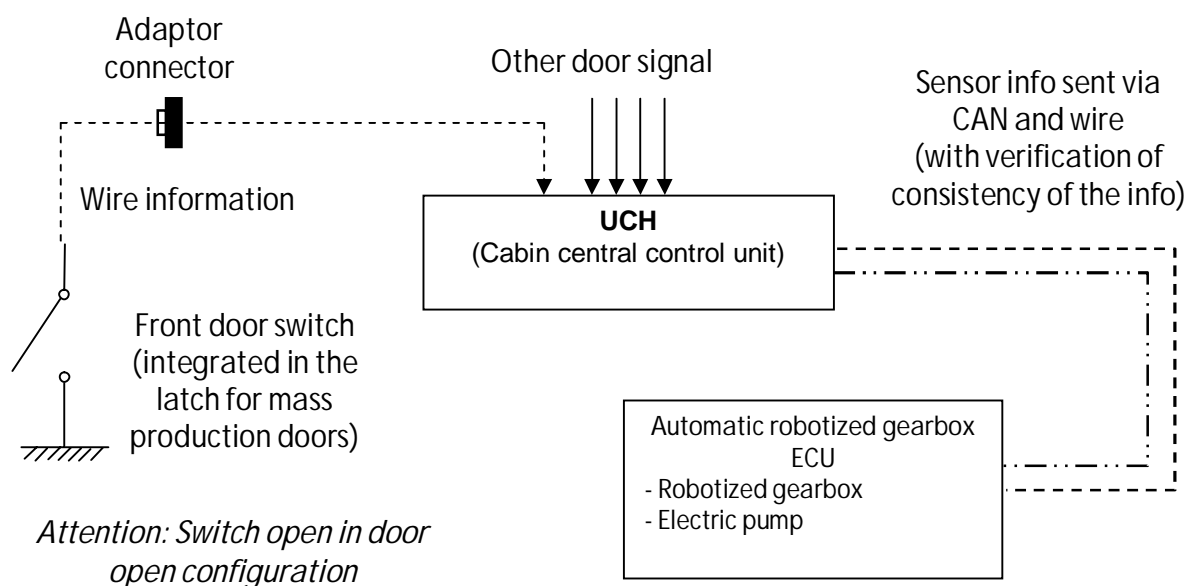 Adaptor
connector
Other door signal
Sensor info sent via
CAN and wire
(with verification of
consistency of the info)
Wire information
UCH
(Cabin central control unit)
Front door switch
(integrated in the
latch for mass
production doors)
Automatic robotized gearbox
ECU
- Robotized gearbox
- Electric pump
Attention: Switch open in door
open configuration